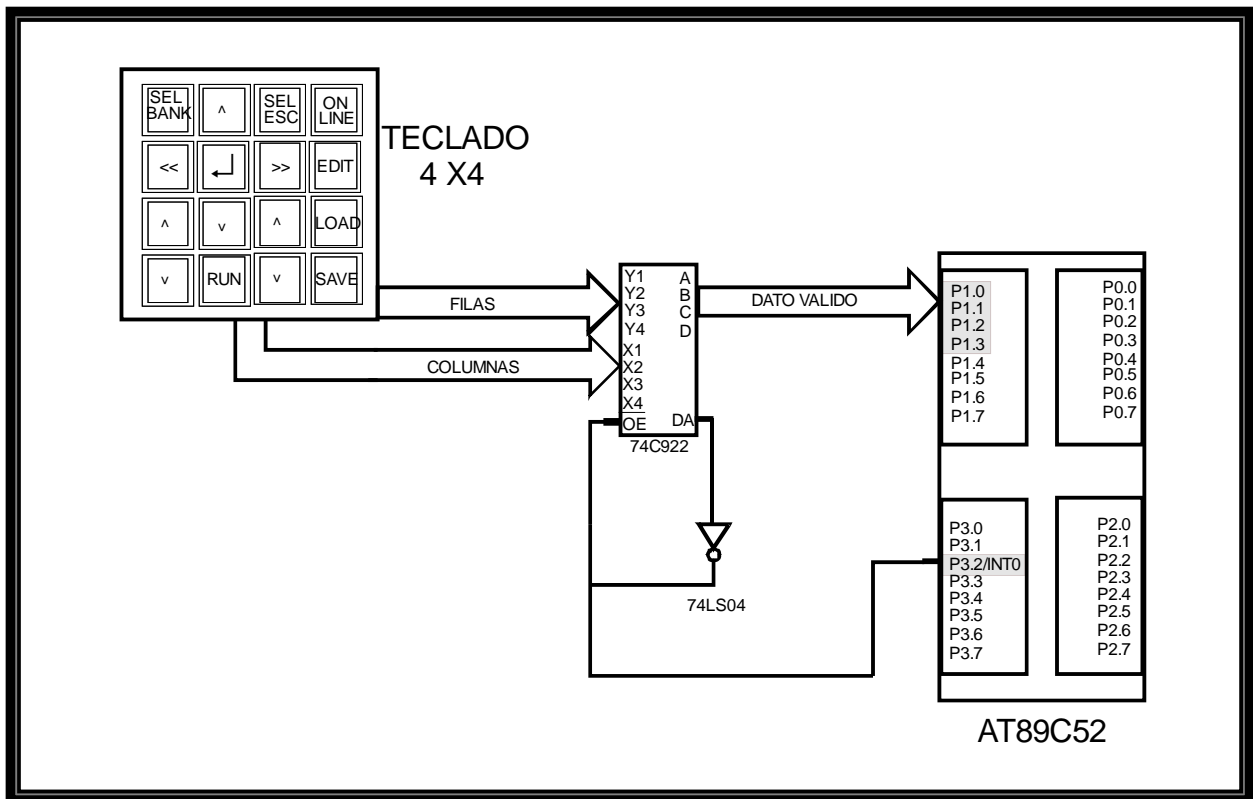 SEL
BANK
^
SEL
ESC
ON
LINE
<<
>>
EDIT
^
v
^
LOAD
v
RUN
v
SAVE
TECLADO
4 X4
FILAS
COLUMNAS
Y1
Y2
Y3
Y4
X1
X2
X3
X4
OE
A
B
C
D
DA
74C922
DATO VALIDO
74LS04
P1.0
P1.1
P1.2
P1.3
P1.4
P1.5
P1.6
P1.7
P0.0
P0.1
P0.2
P0.3
P0.4
P0.5
P0.6
P0.7
P3.0
P3.1
P3.2/INT0
P3.3
P3.4
P3.5
P3.6
P3.7
P2.0
P2.1
P2.2
P2.3
P2.4
P2.5
P2.6
P2.7
AT89C52